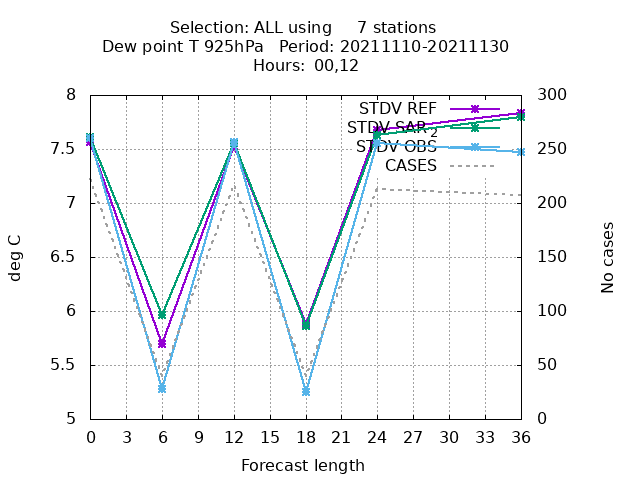 Selection: ALL using     7 stations
Dew point T 925hPa   Period: 20211110-20211130
Hours:  00,12
8
7.5
7
6.5
6
5.5
5
deg C
300
250
200
150
100
50
0
No cases
STDV REF
STDV SAR 2
STDV OBS
CASES
0 3 6 9 12 15 18 21 24 27 30 33 36
Forecast length